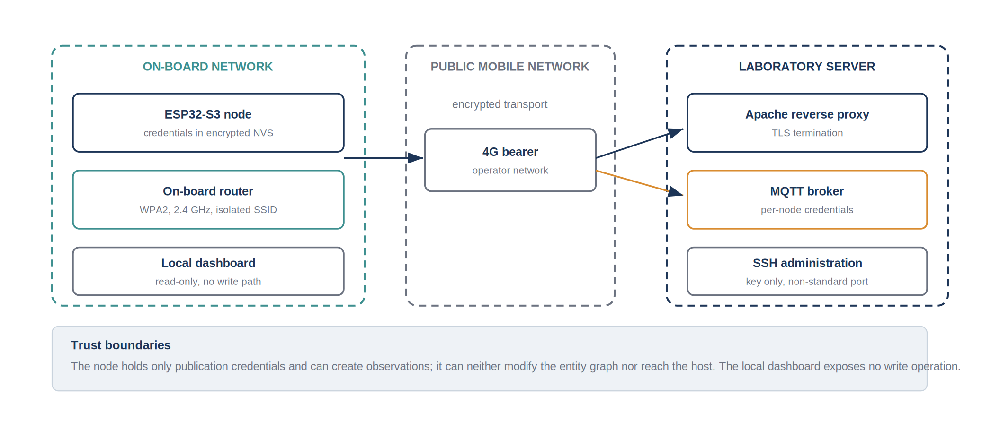 ON-BOARD NETWORK
ESP32-S3 node
credentials in encrypted NVS
On-board router
WPA2, 2.4 GHz, isolated SSID
Local dashboard
read-only, no write path
PUBLIC MOBILE NETWORK
encrypted transport
4G bearer
operator network
LABORATORY SERVER
Apache reverse proxy
TLS termination
MQTT broker
per-node credentials
SSH administration
key only, non-standard port
Trust boundaries
The node holds only publication credentials and can create observations; it can neither modify the entity graph nor reach the host. The local dashboard exposes no write operation.